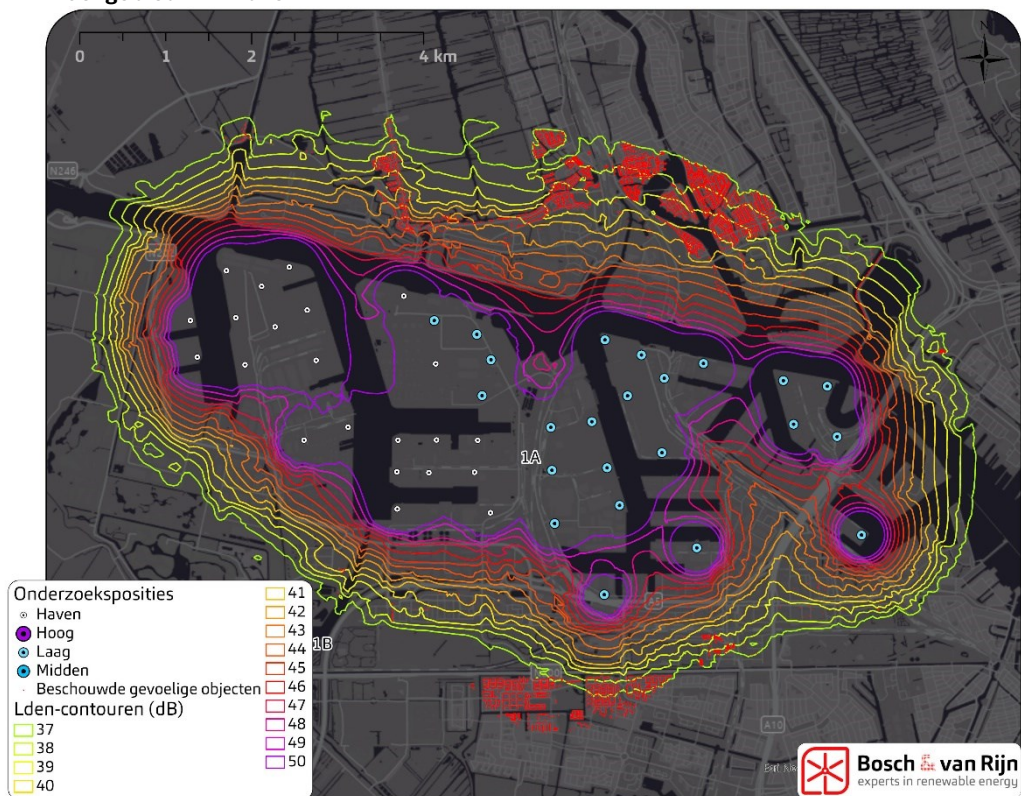 0
1
2
4 km
N246
1A
1B
A5
A10
Onderzoeksposities
Haven
Hoog
Laag
Midden
Beschouwde gevoelige objecten
Lden-contouren (dB)
37
38
39
40
41
42
43
44
45
46
47
48
49
50
Bosch & van Rijn
experts in renewable energy